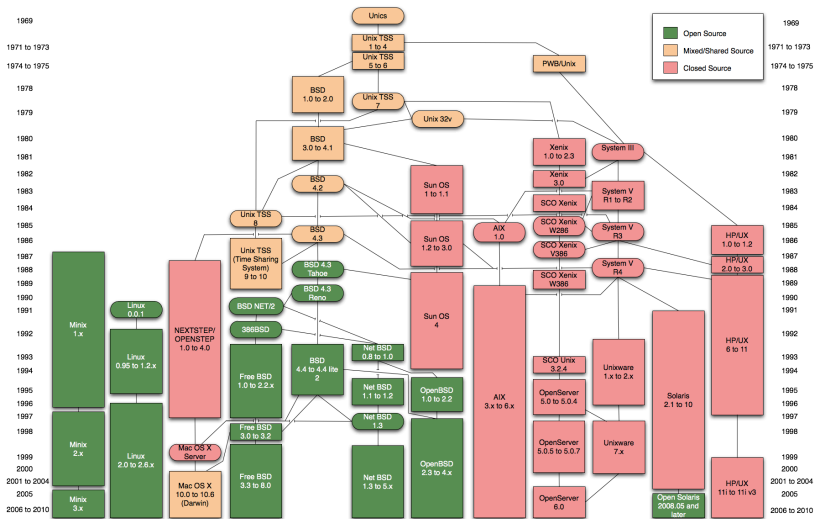 Unics
1969
1969
Open Source
Mixed/Shared Source
Closed Source
Unix TSS
1 to 4
1971 to 1973
1971 to 1973
Unix TSS
5 to 6
PWB/Unix
1974 to 1975
1974 to 1975
BSD
1.0 to 2.0
1978
1978
Unix TSS
7
1979
1979
Unix 32v
BSD
3.0 to 4.1
1980
1980
Xenix
1.0 to 2.3
System III
1981
1981
Sun OS
1 to 1.1
1982
1982
Xenix
3.0
BSD
4.2
1983
1983
System V
R1 to R2
SCO Xenix
1984
1984
Unix TSS
8
SCO Xenix
W286
AIX
1.0
System V
R3
BSD
4.3
1985
1985
HP/UX
1.0 to 1.2
Sun OS
1.2 to 3.0
1986
1986
Unix TSS
(Time Sharing
System)
9 to 10
SCO Xenix
V386
1987
1987
HP/UX
2.0 to 3.0
BSD 4.3
Tahoe
System V
R4
1988
1988
SCO Xenix
W386
1989
1989
BSD 4.3
Reno
1990
1990
BSD NET/2
Linux
0.0.1
1991
1991
Minix
1.x
Sun OS
4
386BSD
NEXTSTEP/
OPENSTEP
1.0 to 4.0
1992
1992
HP/UX
6 to 11
Linux
0.95 to 1.2.x
Net BSD
0.8 to 1.0
1993
1993
BSD
4.4 to 4.4 lite
2
SCO Unix
3.2.4
Unixware
1.x to 2.x
1994
1994
Free BSD
1.0 to 2.2.x
Net BSD
1.1 to 1.2
OpenBSD
1.0 to 2.2
AIX
3.x to 6.x
OpenServer
5.0 to 5.0.4
Solaris
2.1 to 10
1995
1995
1996
1996
1997
1997
Net BSD
1.3
Free BSD
3.0 to 3.2
1998
1998
Minix
2.x
Linux
2.0 to 2.6.x
Mac OS X
Server
OpenServer
5.0.5 to 5.0.7
Unixware
7.x
1999
1999
OpenBSD
2.3 to 4.x
2000
2000
Free BSD
3.3 to 8.0
Net BSD
1.3 to 5.x
2001 to 2004
2001 to 2004
Mac OS X
10.0 to 10.6
(Darwin)
HP/UX
11i to 11i v3
2005
2005
Minix
3.x
OpenServer
6.0
Open Solaris
2008.05 and
later
2006 to 2010
2006 to 2010